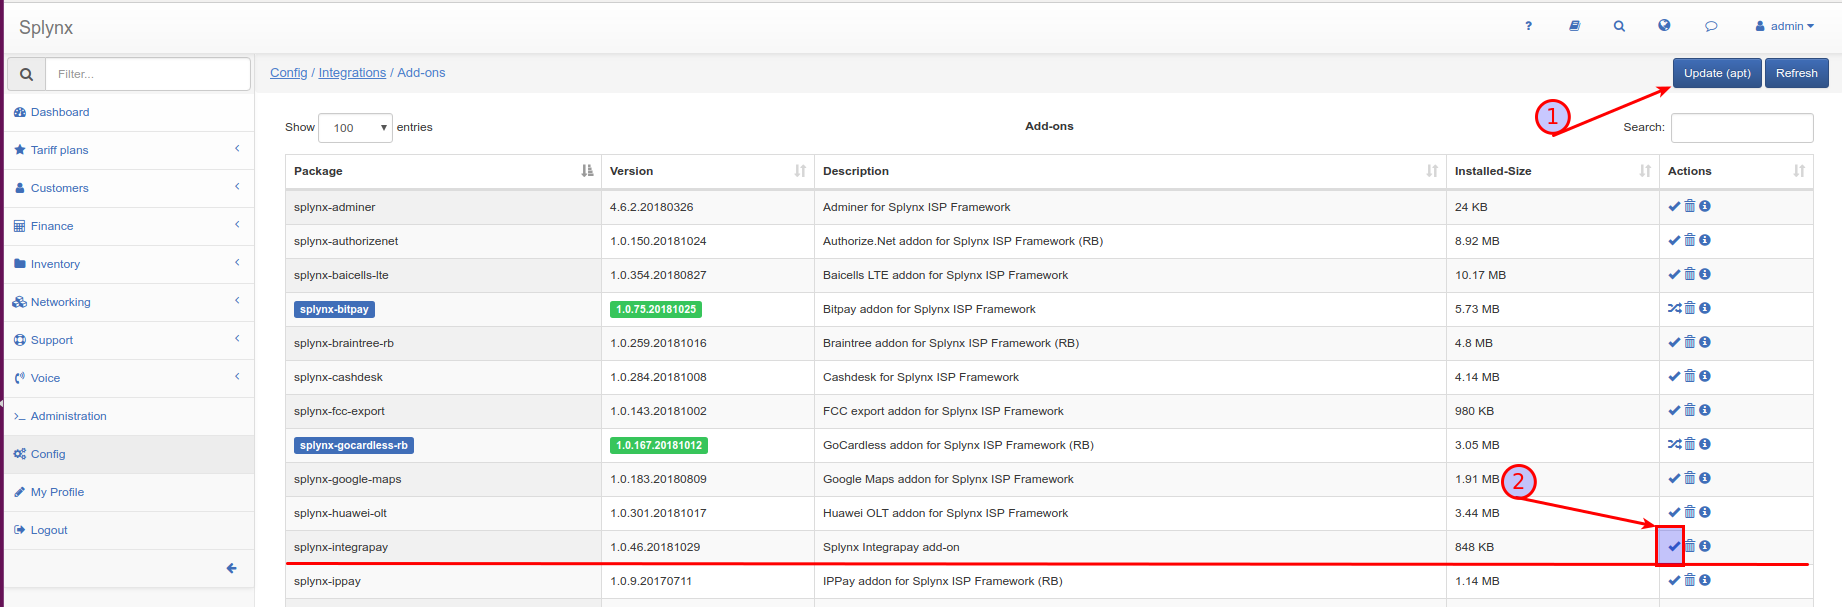 Splynx
? admin
Filter...
Config / Integrations / Add-ons
Update (apt) Refresh
Dashboard
Tariff plans
Customers
Finance
Inventory
Networking
Support
Voice
Administration
Config
My Profile
Logout
1
Show 100 entries
Add-ons
Search:
Package Version Description Installed-Size Actions
splynx-adminer 4.6.2.20180326 Adminer for Splynx ISP Framework 24 KB
splynx-authorizenet 1.0.150.20181024 Authorize.Net addon for Splynx ISP Framework (RB) 8.92 MB
splynx-baicells-lte 1.0.354.20180827 Baicells LTE addon for Splynx ISP Framework 10.17 MB
splynx-bitpay 1.0.75.20181025 Bitpay addon for Splynx ISP Framework 5.73 MB
splynx-braintree-rb 1.0.259.20181016 Braintree addon for Splynx ISP Framework (RB) 4.8 MB
splynx-cashdesk 1.0.284.20181008 Cashdesk for Splynx ISP Framework 4.14 MB
splynx-fcc-export 1.0.143.20181002 FCC export addon for Splynx ISP Framework 980 KB
splynx-gocardless-rb 1.0.167.20181012 GoCardless addon for Splynx ISP Framework (RB) 3.05 MB
splynx-google-maps 1.0.183.20180809 Google Maps addon for Splynx ISP Framework 1.91 MB
2
splynx-huawei-olt 1.0.301.20181017 Huawei OLT addon for Splynx ISP Framework 3.44 MB
splynx-integrapay 1.0.46.20181029 Splynx Integrapay add-on 848 KB
splynx-ippay 1.0.9.20170711 IPPay addon for Splynx ISP Framework (RB) 1.14 MB